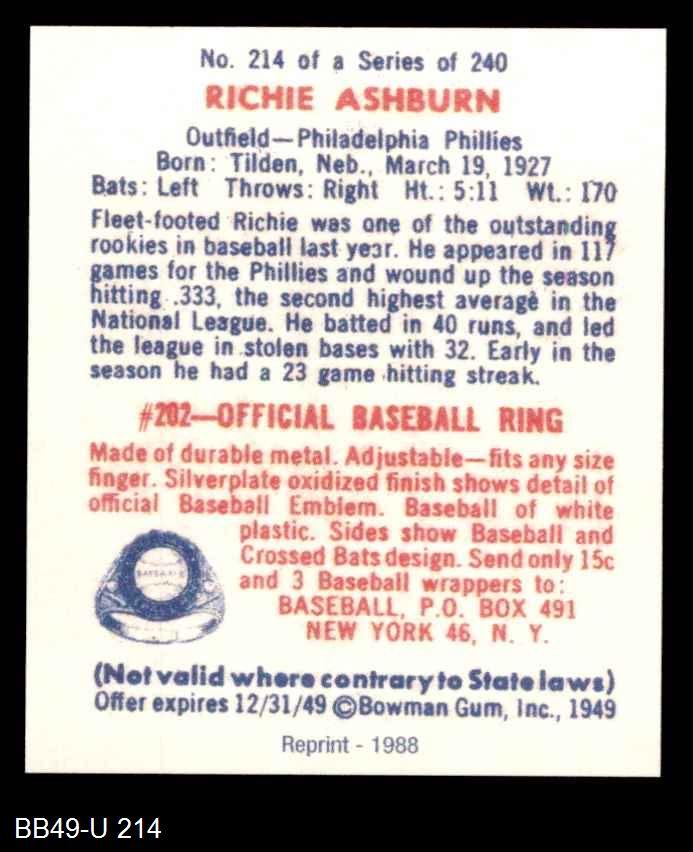 No. 214 of a Series of 240
RICHIE ASHBURN
Outfield—Philadelphia Phillies
Born: Tilden, Neb., March 19, 1927
Bats: Left Throws: Right Ht.: 5:11 Wt.: 170
Fleet-footed Richie was one of the outstanding
rookies in baseball last year. He appeared in 117
games for the Phillies and wound up the season
hitting .333, the second highest average in the
National League. He batted in 40 runs, and led
the league in stolen bases with 32. Early in the
season he had a 23 game hitting streak.
#202—OFFICIAL BASEBALL RING
Made of durable metal. Adjustable—fits any size
finger. Silverplate oxidized finish shows detail of
official Baseball Emblem. Baseball of white
plastic. Sides show Baseball and
Crossed Bats design. Send only 15c
and 3 Baseball wrappers to:
BASEBALL, P.O. BOX 491
NEW YORK 46, N. Y.
(Not valid where contrary to State laws)
Offer expires 12/31/49 ©Bowman Gum, Inc., 1949
Reprint - 1988
BB49-U 214